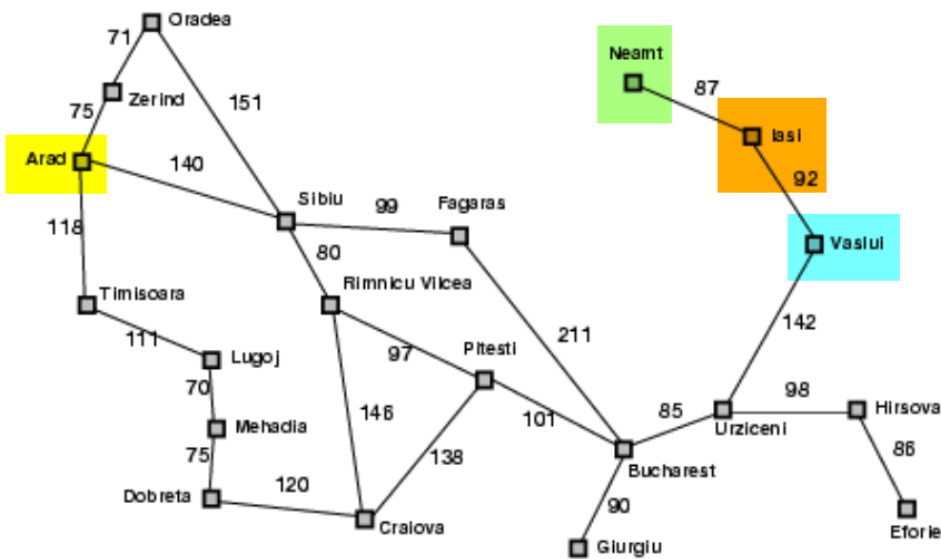 Oradea
71
Neamt
87
Zerind
151
75
Iasi
Arad
140
92
Sibiu
99
Fagaras
118
Vaslui
80
Timisoara
Rimnicu Vilcea
142
211
111
Lugoj
97
Pitesti
70
98
Hirsova
146
101
85
Mehadia
Urziceni
86
75
138
Bucharest
120
Dobreta
90
Eforie
Craiova
Giurgiu